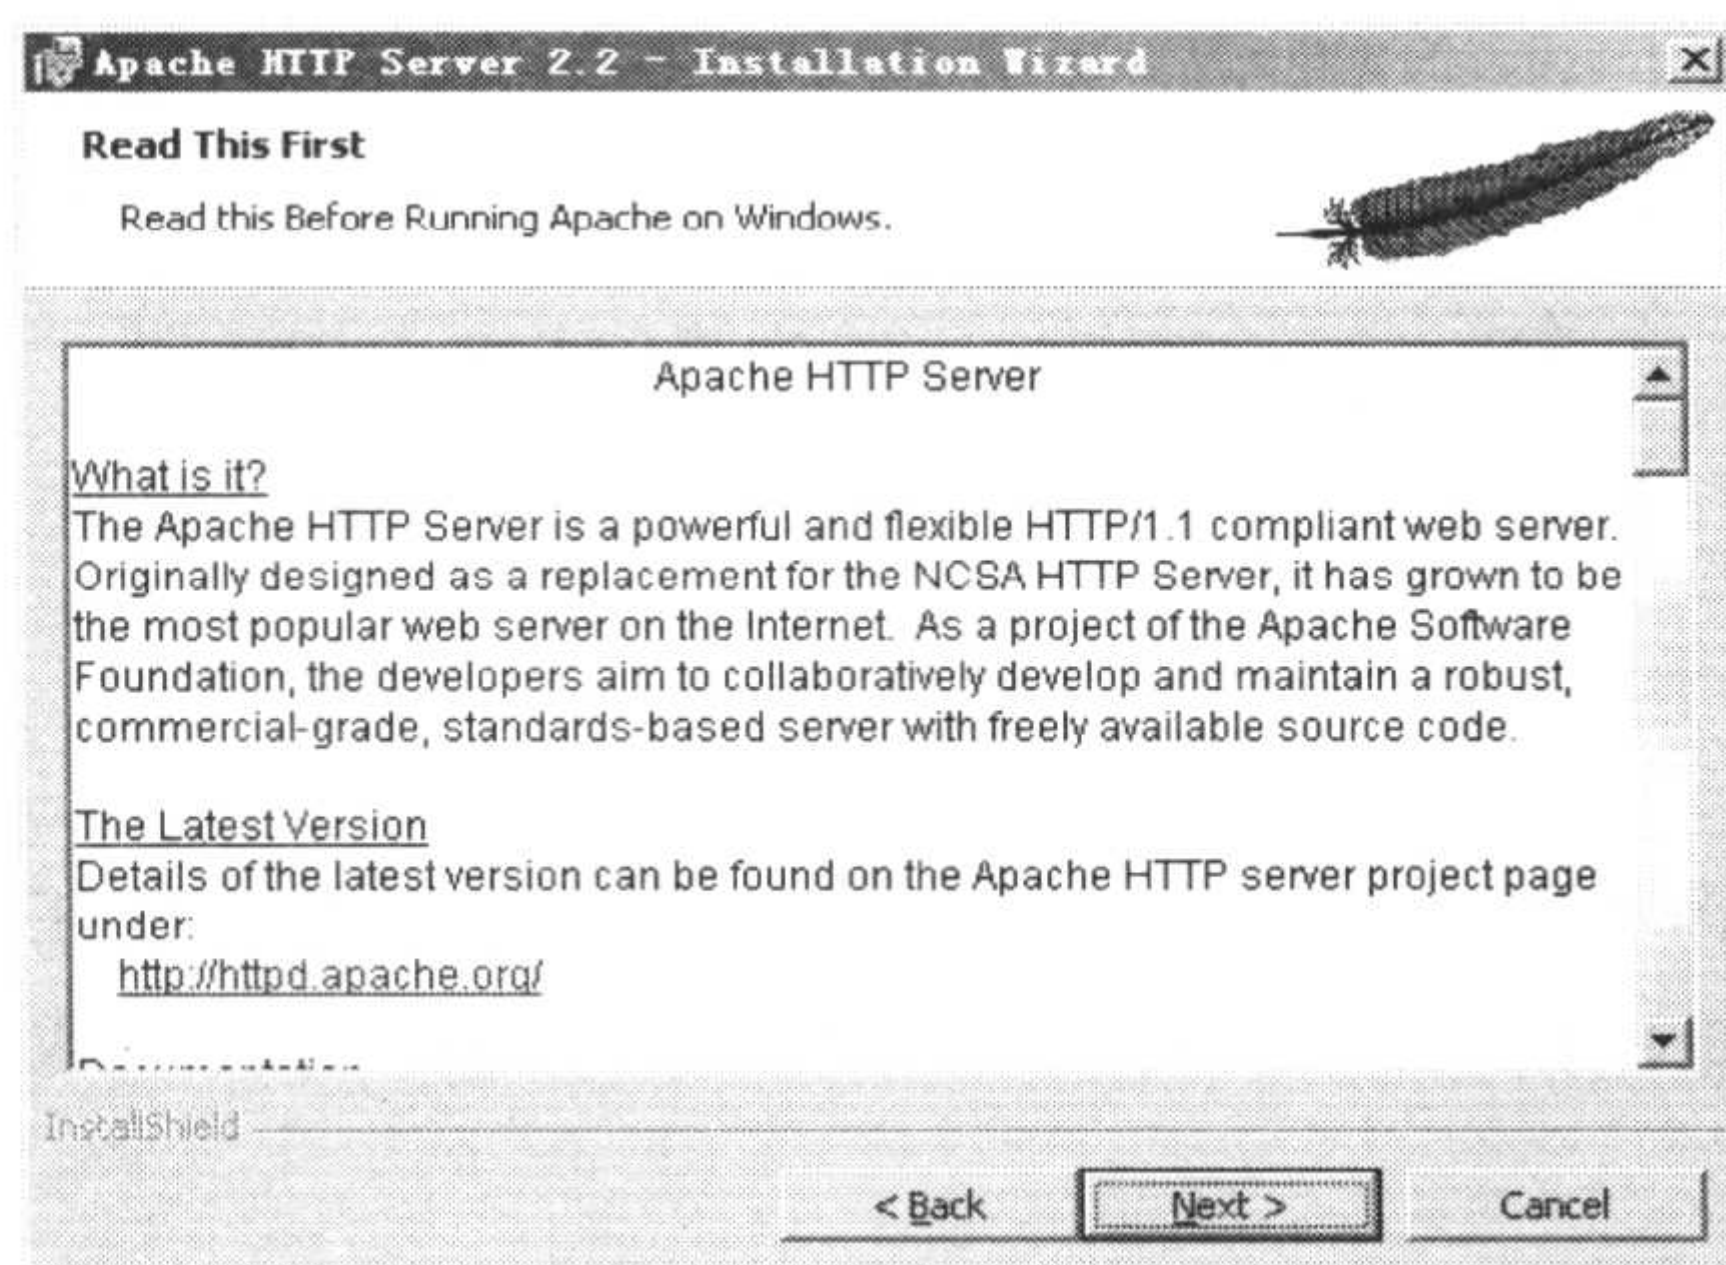 Apache HTTP Server 2.2 - Installation Wizard
Read This First
Read this Before Running Apache on Windows.
Apache HTTP Server
What is it?
The Apache HTTP Server is a powerful and flexible HTTP/1.1 compliant web server.
Originally designed as a replacement for the NCSA HTTP Server, it has grown to be
the most popular web server on the Internet.  As a project of the Apache Software
Foundation, the developers aim to collaboratively develop and maintain a robust,
commercial-grade, standards-based server with freely available source code.
The Latest Version
Details of the latest version can be found on the Apache HTTP server project page
under:
http://httpd.apache.org/
Documentation
InstallShield
< Back
Next >
Cancel